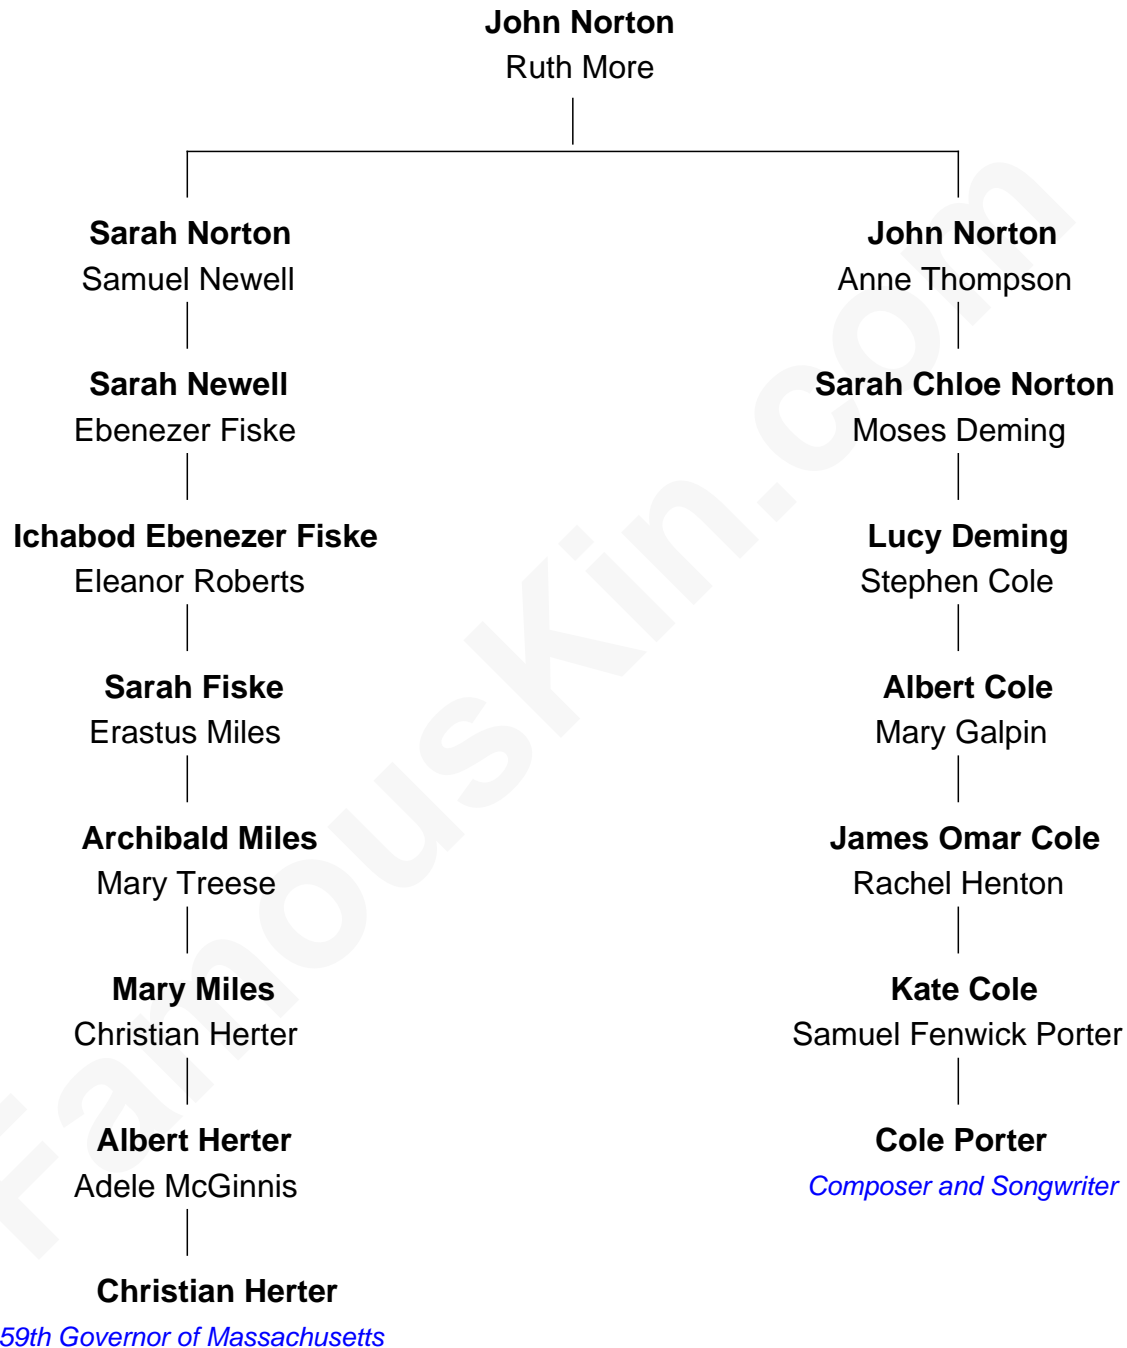 John Norton
Ruth More
Sarah Norton
Samuel Newell
John Norton
Anne Thompson
Sarah Newell
Ebenezer Fiske
Sarah Chloe Norton
Moses Deming
Ichabod Ebenezer Fiske
Eleanor Roberts
Lucy Deming
Stephen Cole
Sarah Fiske
Erastus Miles
Albert Cole
Mary Galpin
Archibald Miles
Mary Treese
James Omar Cole
Rachel Henton
Mary Miles
Christian Herter
Kate Cole
Samuel Fenwick Porter
Albert Herter
Adele McGinnis
Cole Porter
Composer and Songwriter
Christian Herter
59th Governor of Massachusetts
FamousKin.com